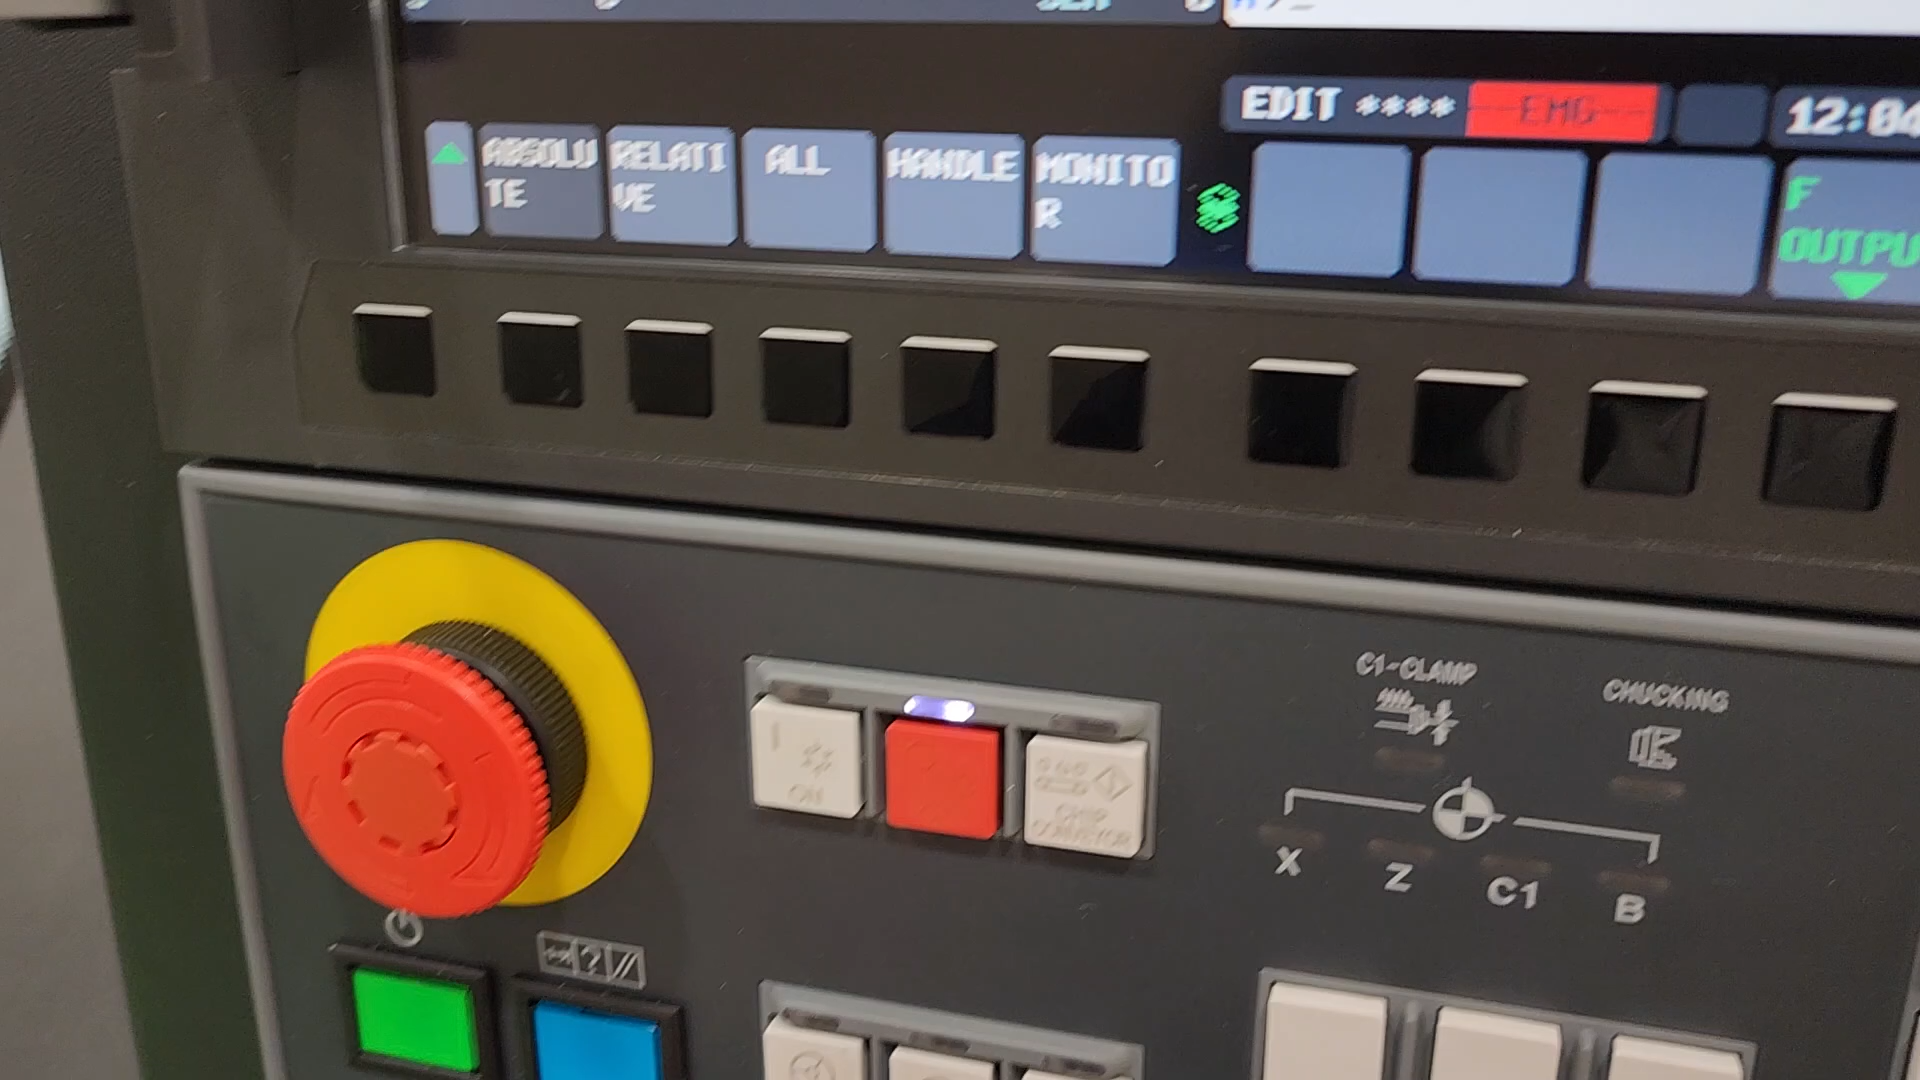 EDIT **** --EMG-- 12:04
ABSOLU
TE
RELATI
VE
ALL
HANDLE
MONITO
R
F
OUTPU
C1-CLAMP
CHUCKING
ON
CHIP
CONVEYOR
X Z C1 B
?